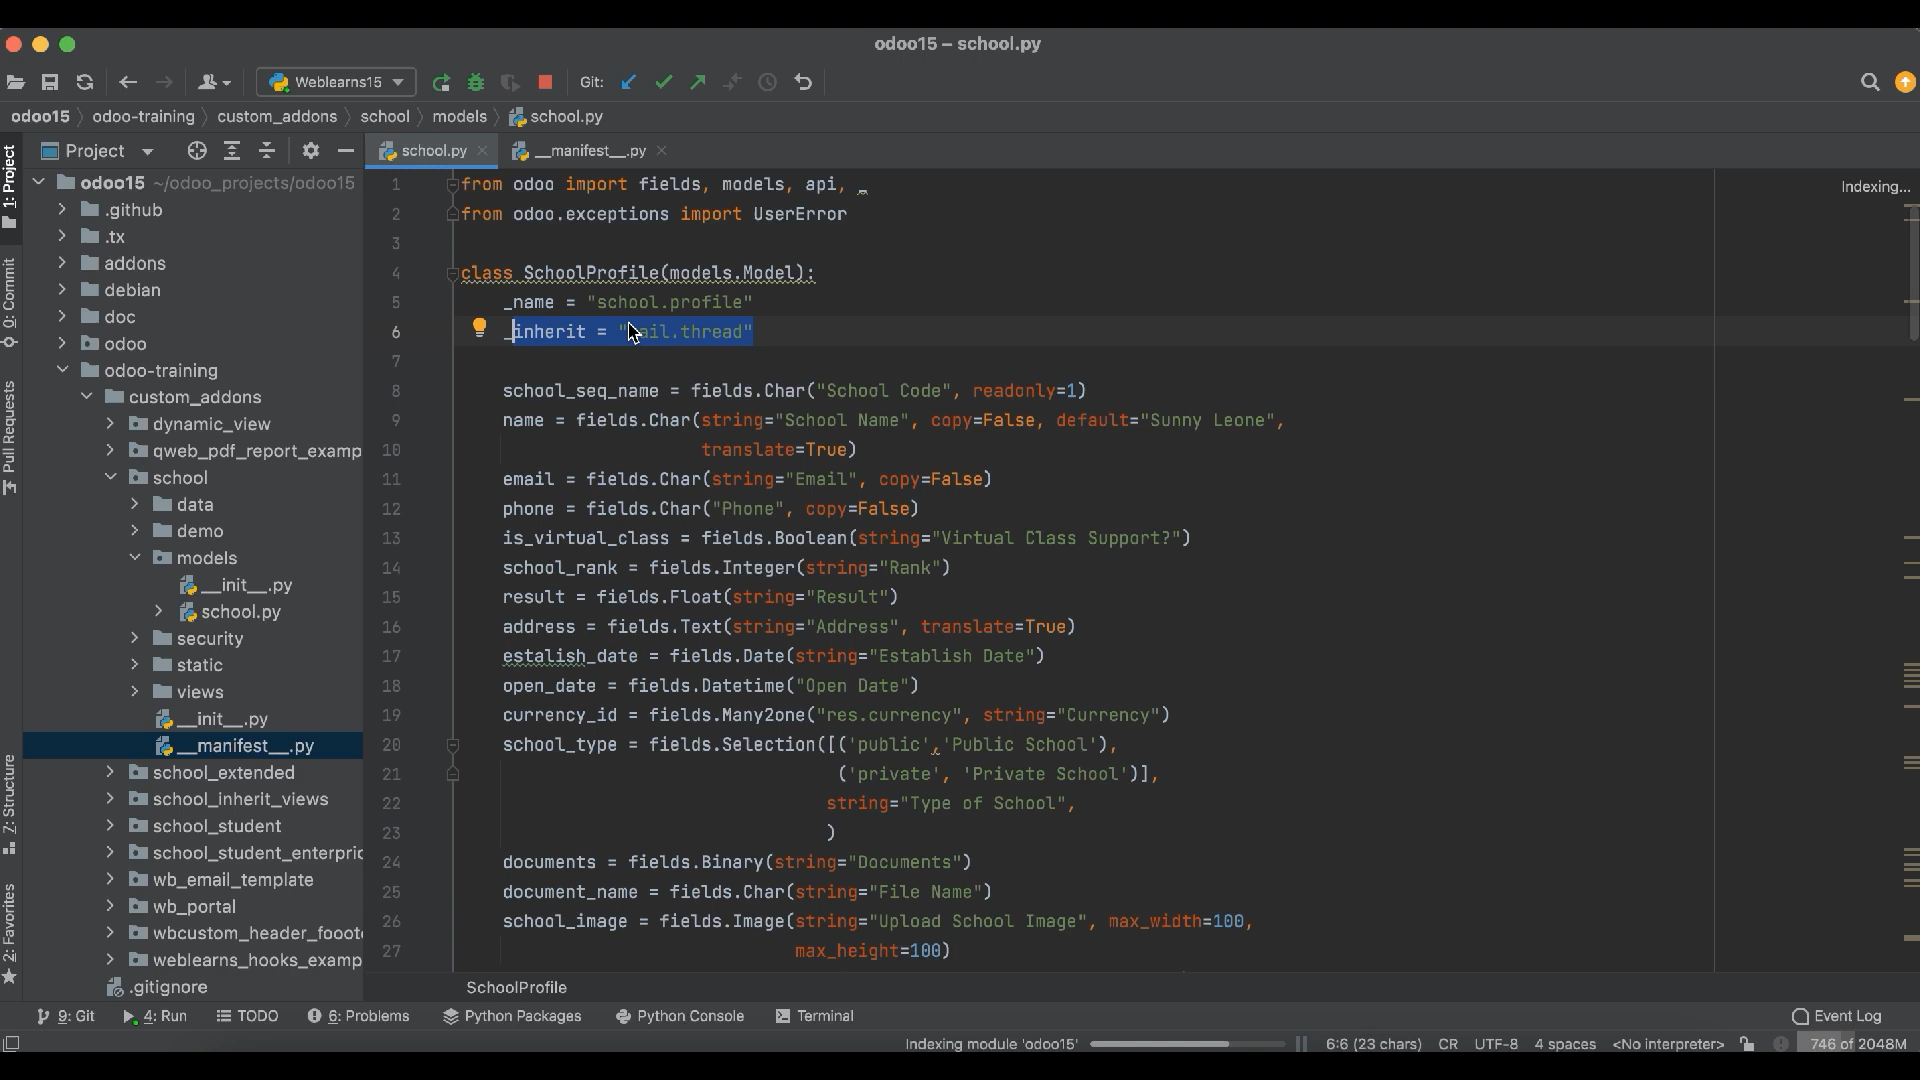 odoo15 – school.py
Weblearns15 Git:
odoo15 odoo-training custom_addons school models school.py
1: Project
0: Commit
Pull Requests
7: Structure
2: Favorites
Project
odoo15 ~/odoo_projects/odoo15
.github
.tx
addons
debian
doc
odoo
odoo-training
custom_addons
dynamic_view
qweb_pdf_report_examp
school
data
demo
models
__init__.py
school.py
security
static
views
__init__.py
__manifest__.py
school_extended
school_inherit_views
school_student
school_student_enterpric
wb_email_template
wb_portal
wbcustom_header_foote
weblearns_hooks_examp
.gitignore
school.py __manifest__.py
Indexing...
1 from odoo import fields, models, api, _
2 from odoo.exceptions import UserError
3
4 class SchoolProfile(models.Model):
5 _name = "school.profile"
6 _inherit = "mail.thread"
7
8 school_seq_name = fields.Char("School Code", readonly=1)
9 name = fields.Char(string="School Name", copy=False, default="Sunny Leone",
10 translate=True)
11 email = fields.Char(string="Email", copy=False)
12 phone = fields.Char("Phone", copy=False)
13 is_virtual_class = fields.Boolean(string="Virtual Class Support?")
14 school_rank = fields.Integer(string="Rank")
15 result = fields.Float(string="Result")
16 address = fields.Text(string="Address", translate=True)
17 estalish_date = fields.Date(string="Establish Date")
18 open_date = fields.Datetime("Open Date")
19 currency_id = fields.Many2one("res.currency", string="Currency")
20 school_type = fields.Selection([('public','Public School'),
21 ('private', 'Private School')],
22 string="Type of School",
23 )
24 documents = fields.Binary(string="Documents")
25 document_name = fields.Char(string="File Name")
26 school_image = fields.Image(string="Upload School Image", max_width=100,
27 max_height=100)
SchoolProfile
9: Git 4: Run TODO 6: Problems Python Packages Python Console Terminal Event Log
Indexing module 'odoo15' 6:6 (23 chars) CR UTF-8 4 spaces <No interpreter> 746 of 2048M